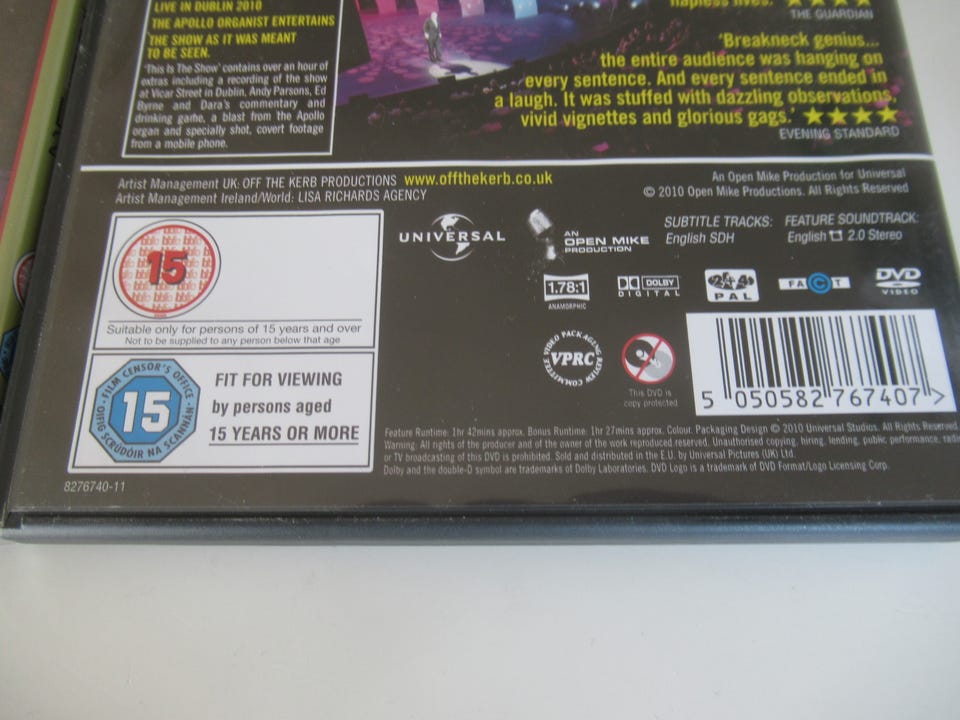 LIVE IN DUBLIN 2010
THE APOLLO ORGANIST ENTERTAINS
THE SHOW AS IT WAS MEANT
TO BE SEEN.
'This Is The Show' contains over an hour of
extras including a recording of the show
at Vicar Street in Dublin, Andy Parsons, Ed
Byrne and Dara's commentary and
drinking game, a blast from the Apollo
organ and specially shot, covert footage
from a mobile phone.
hapless lives.' ★★★★
THE GUARDIAN
'Breakneck genius...
the entire audience was hanging on
every sentence. And every sentence ended in
a laugh. It was stuffed with dazzling observations,
vivid vignettes and glorious gags.' ★★★★
EVENING STANDARD
Artist Management UK: OFF THE KERB PRODUCTIONS www.offthekerb.co.uk
Artist Management Ireland/World: LISA RICHARDS AGENCY
An Open Mike Production for Universal
© 2010 Open Mike Productions. All Rights Reserved
15
Suitable only for persons of 15 years and over
Not to be supplied to any person below that age
UNIVERSAL
AN
OPEN MIKE
PRODUCTION
SUBTITLE TRACKS:
English SDH
FEATURE SOUNDTRACK:
English 2.0 Stereo
1.78:1
ANAMORPHIC
DOLBY
DIGITAL
2 4
PAL
FACT
DVD
VIDEO
FILM CENSOR'S OFFICE
15
OIFIG SCRÚDÓIR NA SCANNÁN
FIT FOR VIEWING
by persons aged
15 YEARS OR MORE
VIDEO PACKAGING REVIEW COMMITTEE
VPRC
This DVD is
copy protected
5 050582 767407 >
Feature Runtime: 1hr 42mins approx. Bonus Runtime: 1hr 27mins approx. Colour. Packaging Design © 2010 Universal Studios. All Rights Reserved.
Warning: All rights of the producer and of the owner of the work reproduced reserved. Unauthorised copying, hiring, lending, public performance, radio
or TV broadcasting of this DVD is prohibited. Sold and distributed in the E.U. by Universal Pictures (UK) Ltd.
Dolby and the double-D symbol are trademarks of Dolby Laboratories. DVD Logo is a trademark of DVD Format/Logo Licensing Corp.
8276740-11